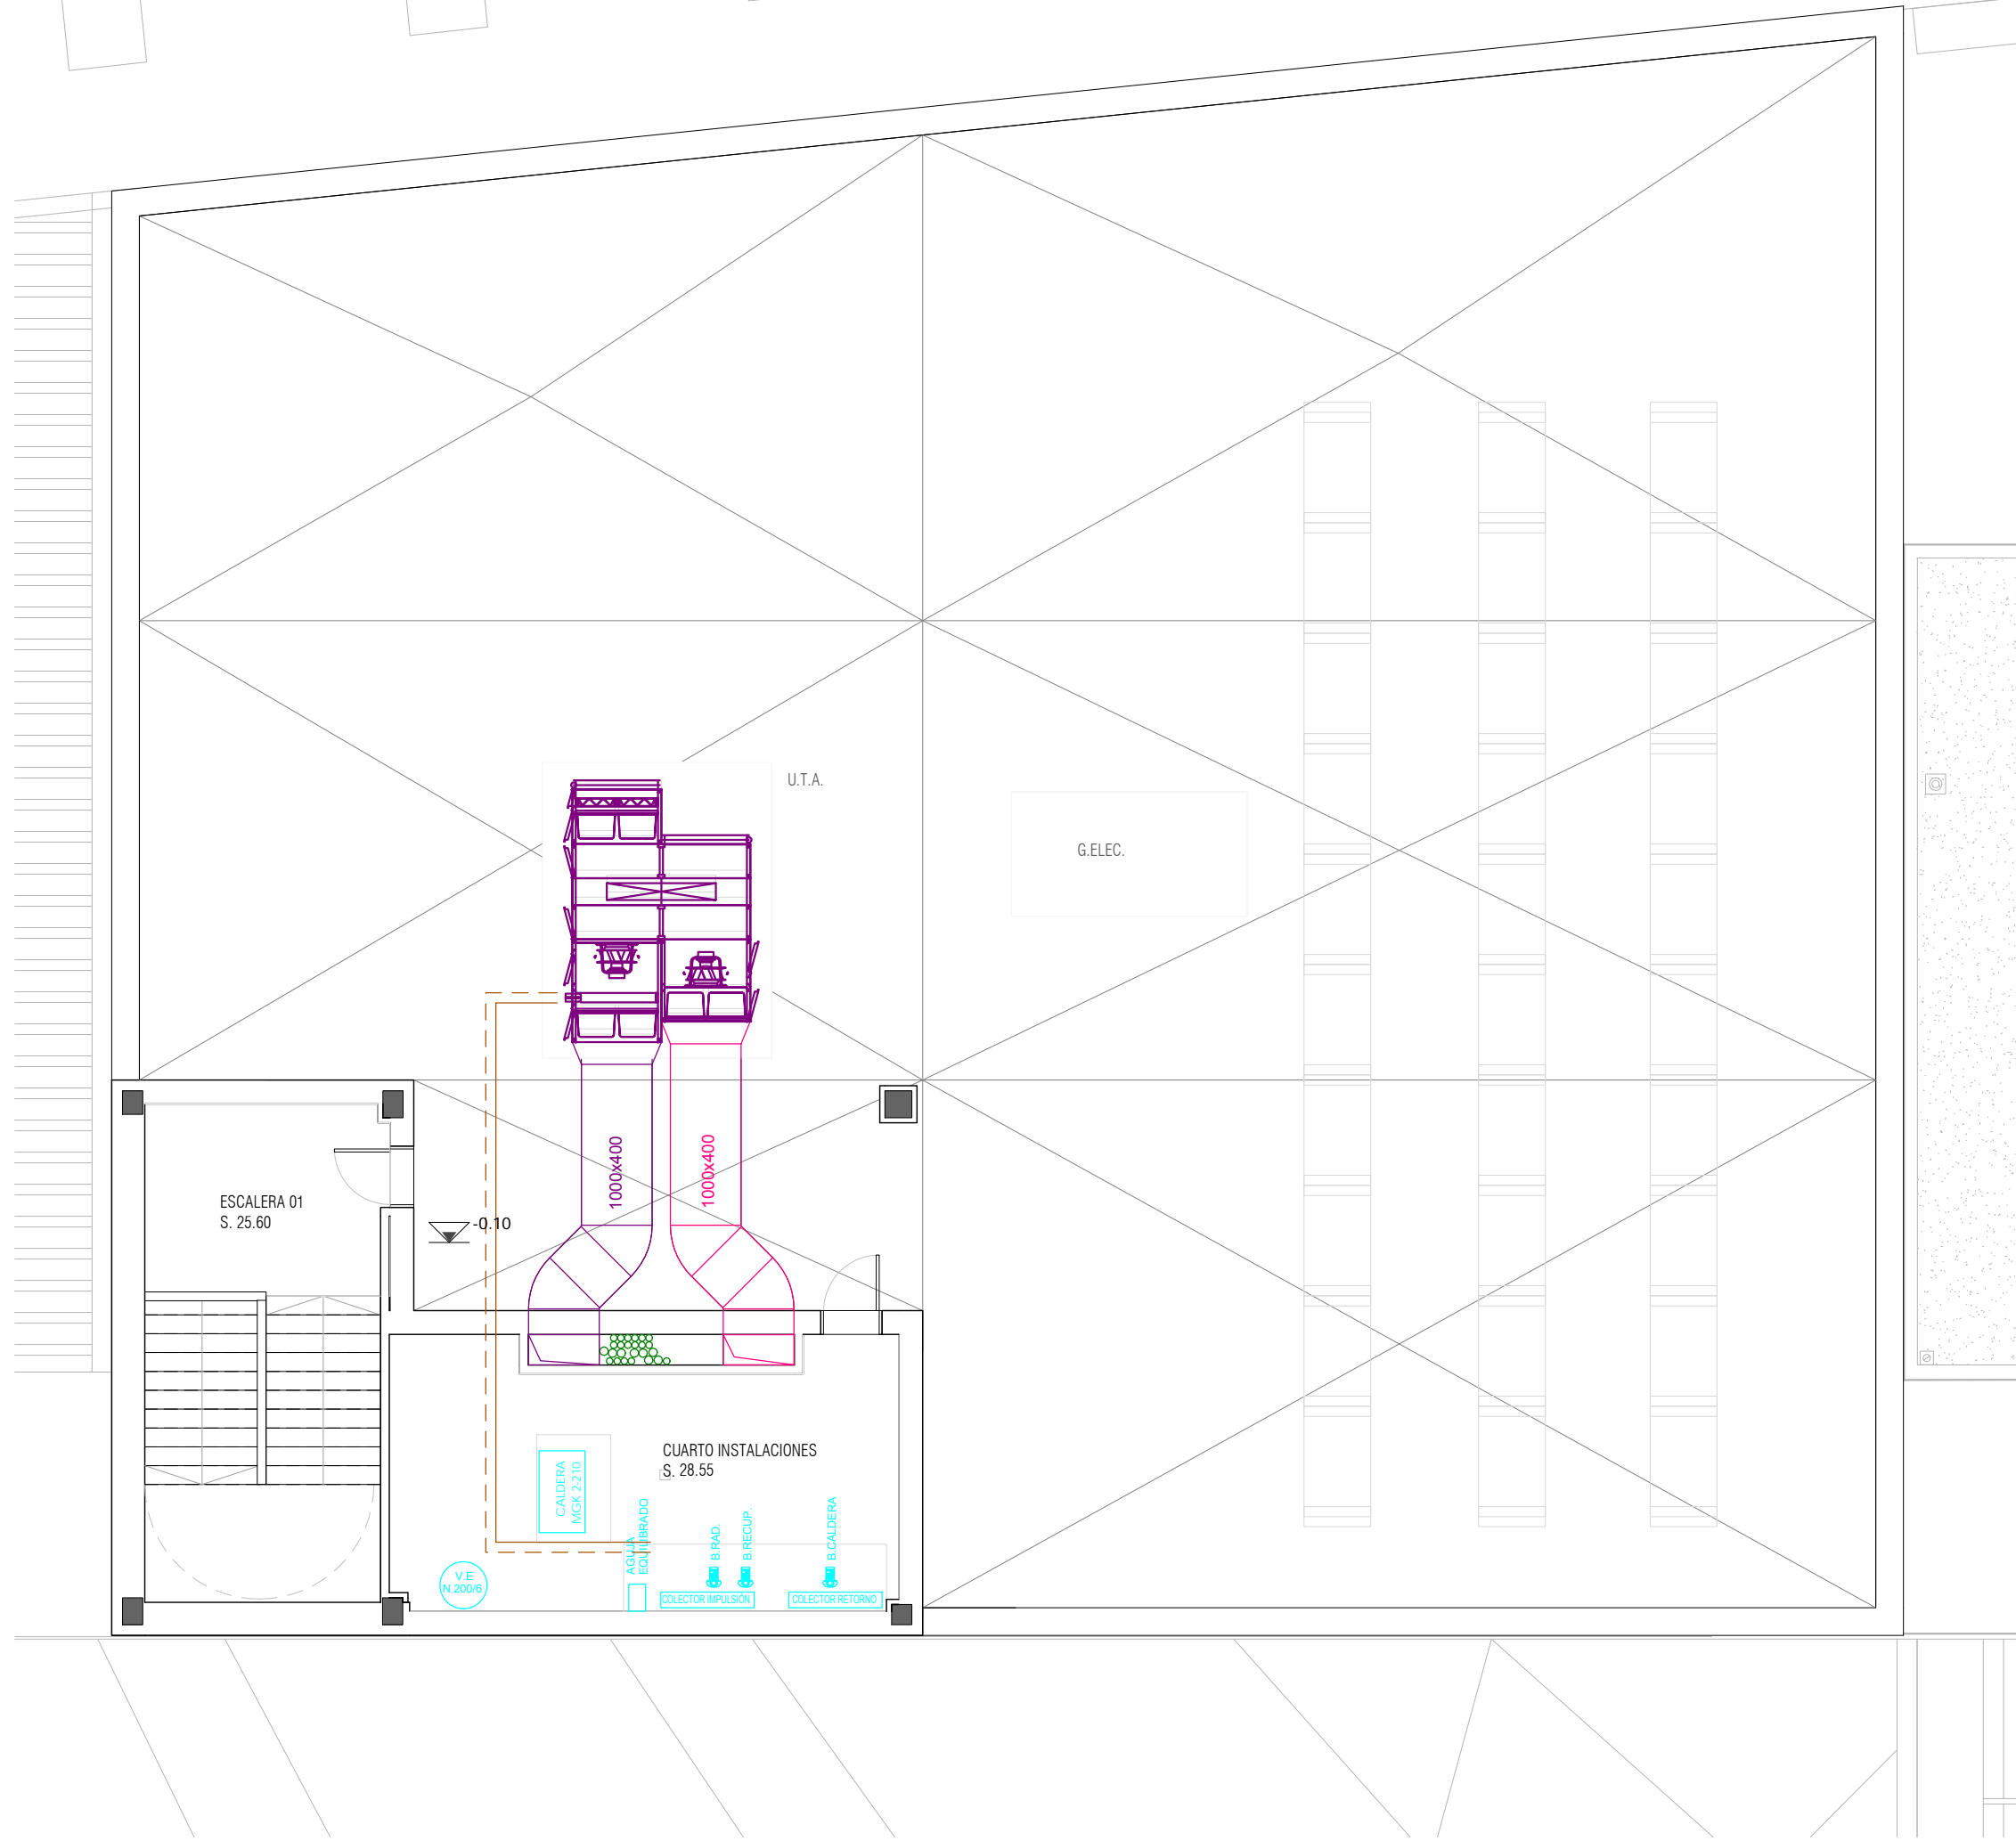 U.T.A.
G.ELEC.
1000x400
1000x400
ESCALERA 01
S. 25.60
-0.10
CUARTO INSTALACIONES
S. 28.55
CALDERA
MGK 2-210
AGUJA
EQUILIBRADO
B.RAD.
B.RECUP.
B.CALDERA
V.E
N 200/6
COLECTOR IMPULSIÓN
COLECTOR RETORNO